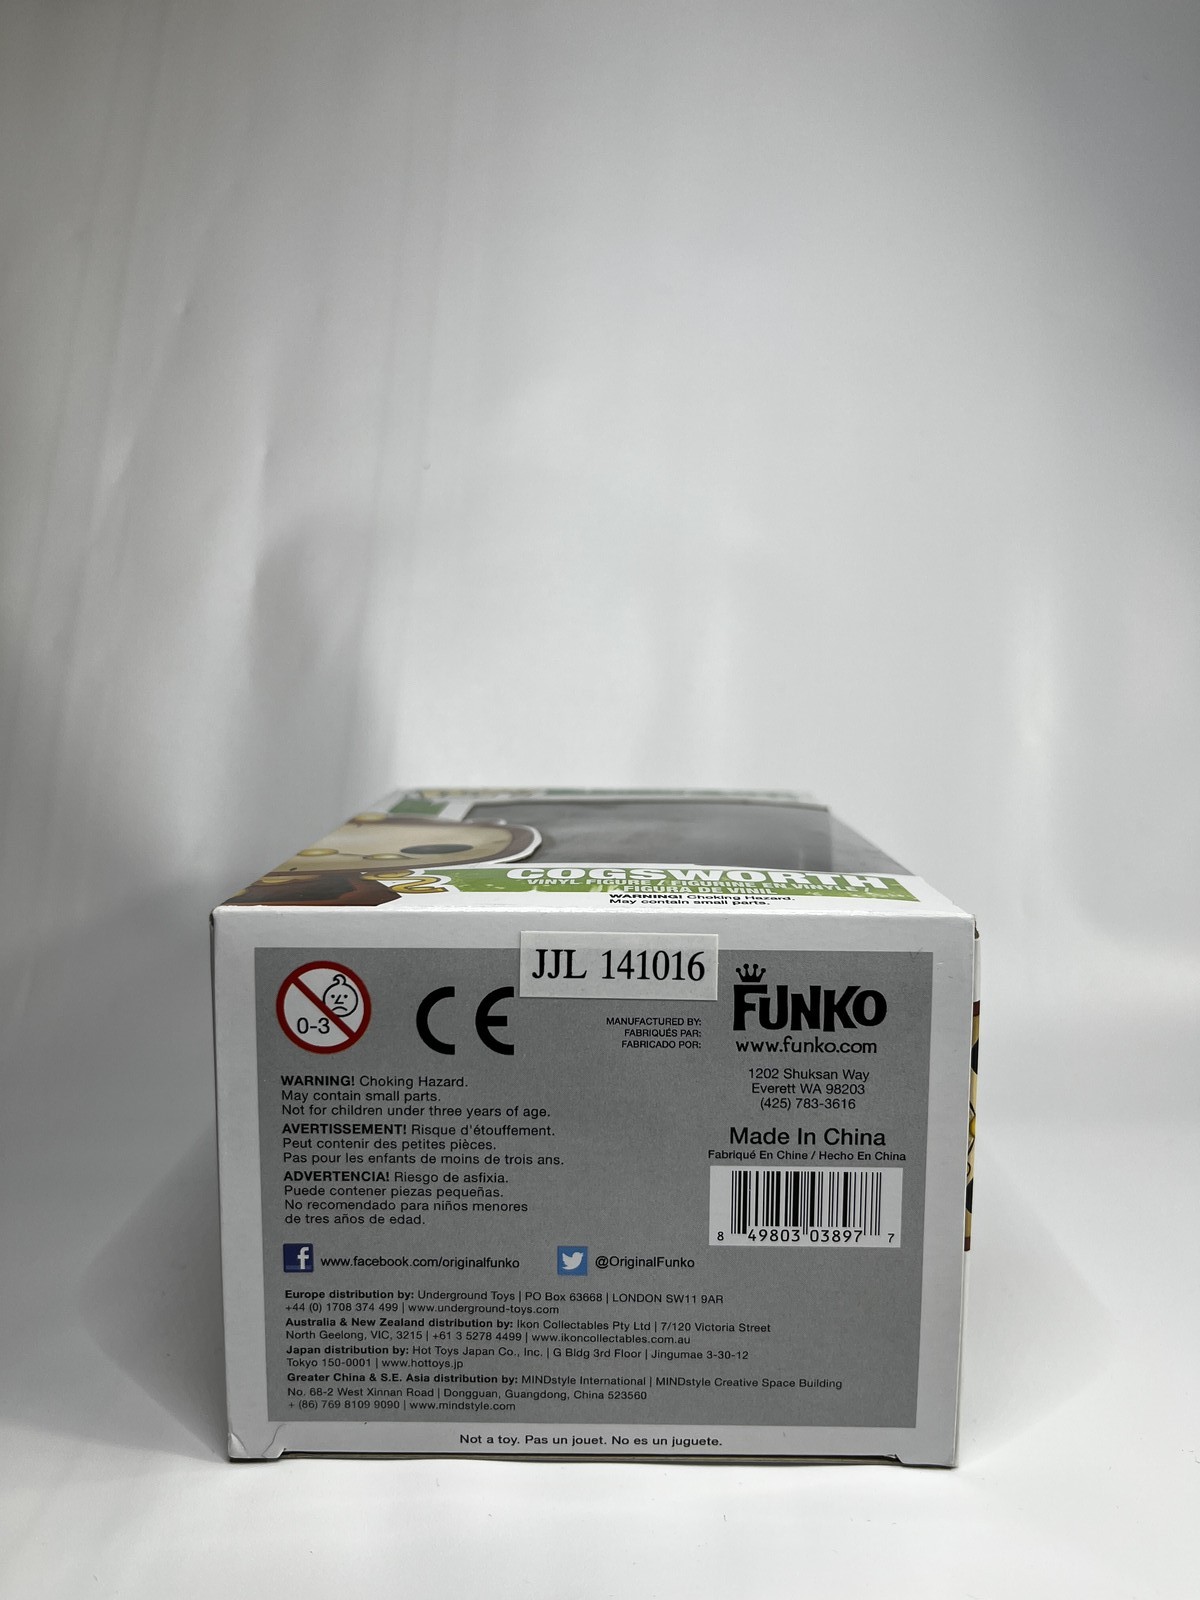 COGSWORTH
VINYL FIGURE / FIGURINE EN VINYLE /
FIGURA DE VINIL
WARNING! Choking Hazard.
May contain small parts.
JJL 141016
0-3
CE
MANUFACTURED BY:
FABRIQUÉS PAR:
FABRICADO POR:
FUNKO
www.funko.com
1202 Shuksan Way
Everett WA 98203
(425) 783-3616
Made In China
Fabriqué En Chine / Hecho En China
8 49803 03897 7
WARNING! Choking Hazard.
May contain small parts.
Not for children under three years of age.
AVERTISSEMENT! Risque d'étouffement.
Peut contenir des petites pièces.
Pas pour les enfants de moins de trois ans.
ADVERTENCIA! Riesgo de asfixia.
Puede contener piezas pequeñas.
No recomendado para niños menores
de tres años de edad.
f www.facebook.com/originalfunko
@OriginalFunko
Europe distribution by: Underground Toys | PO Box 63668 | LONDON SW11 9AR
+44 (0) 1708 374 499 | www.underground-toys.com
Australia & New Zealand distribution by: Ikon Collectables Pty Ltd | 7/120 Victoria Street
North Geelong, VIC, 3215 | +61 3 5278 4499 | www.ikoncollectables.com.au
Japan distribution by: Hot Toys Japan Co., Inc. | G Bldg 3rd Floor | Jingumae 3-30-12
Tokyo 150-0001 | www.hottoys.jp
Greater China & S.E. Asia distribution by: MINDstyle International | MINDstyle Creative Space Building
No. 68-2 West Xinnan Road | Dongguan, Guangdong, China 523560
+ (86) 769 8109 9090 | www.mindstyle.com
Not a toy. Pas un jouet. No es un juguete.